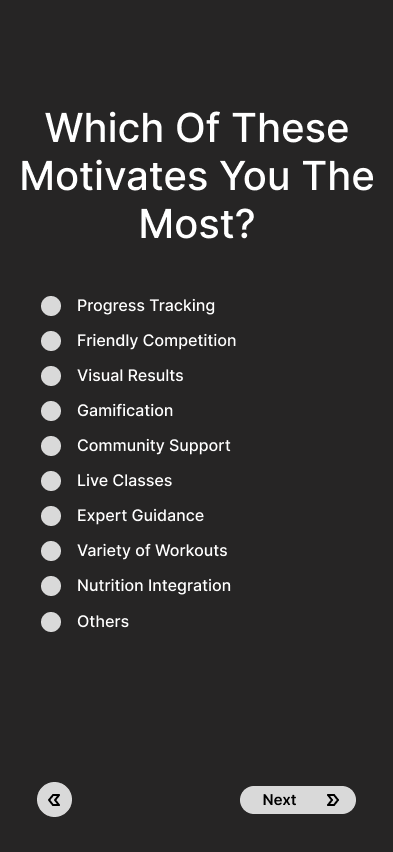 Which Of These
Motivates You The
Most?
Progress Tracking
Friendly Competition
Visual Results
Gamification
Community Support
Live Classes
Expert Guidance
Variety of Workouts
Nutrition Integration
Others
Next